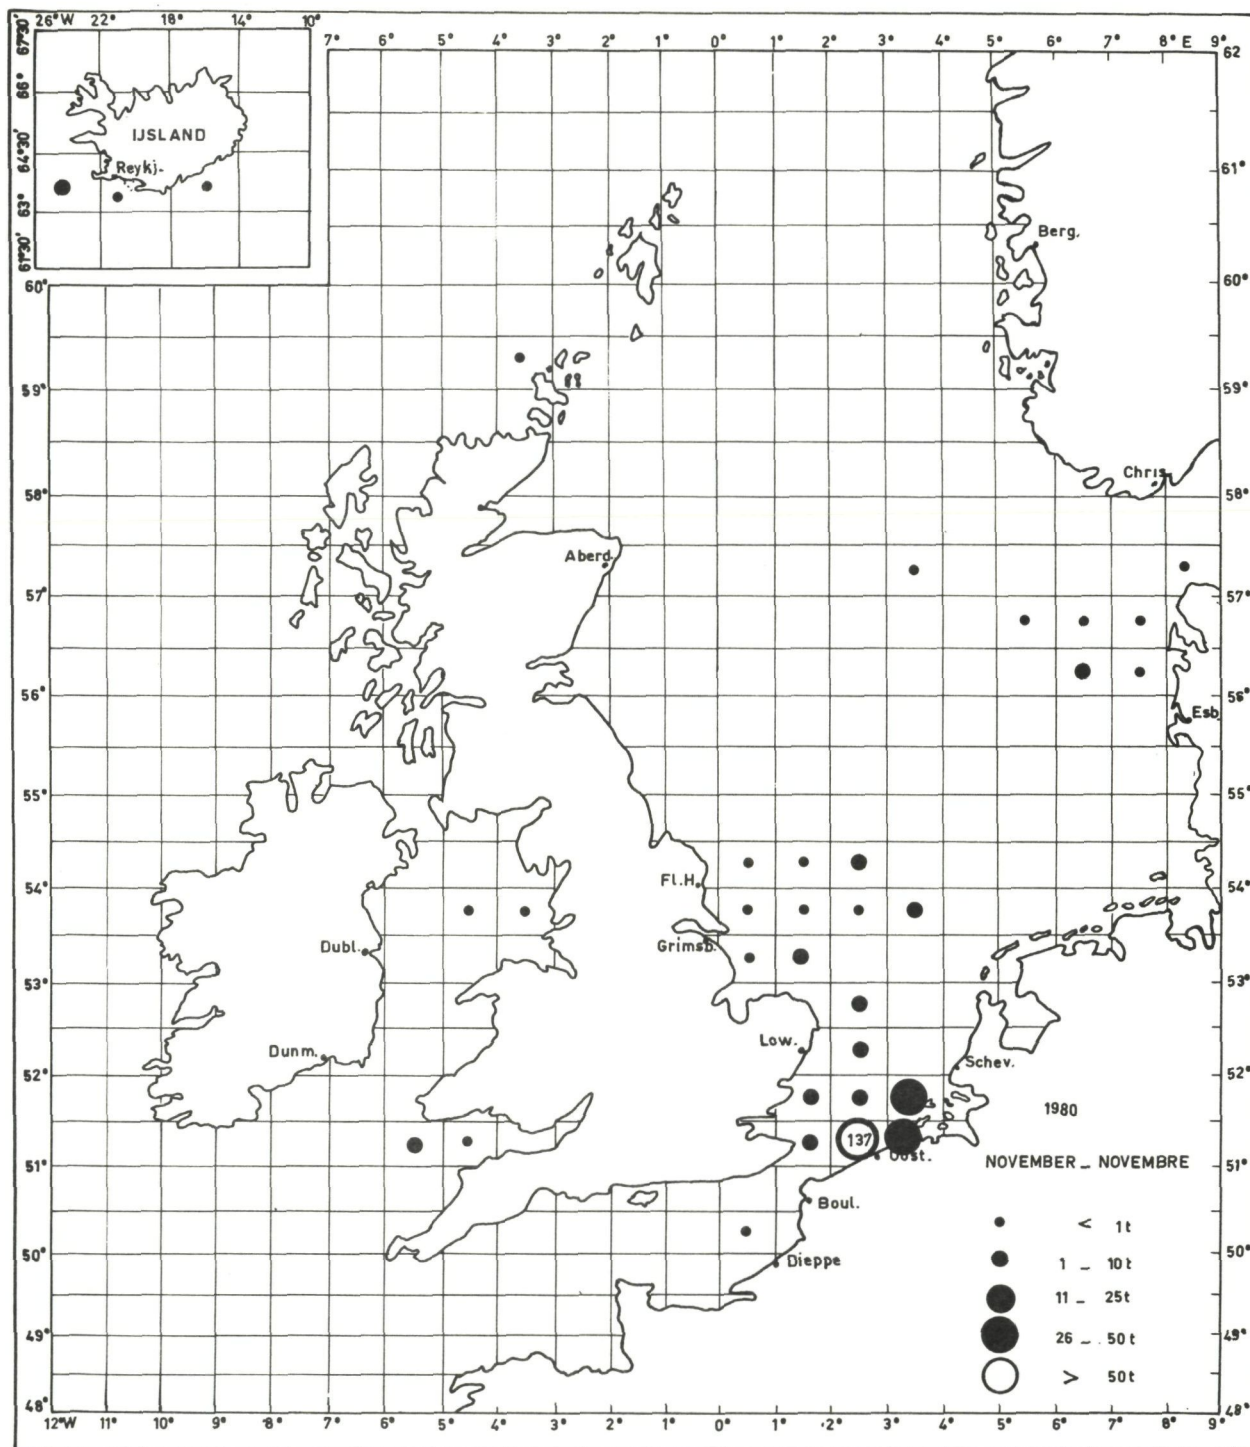 26°W 22° 18° 14° 10°
67°30' 66° 64°30' 63° 61°30'
IJSLAND
Reykj.
7° 6° 5° 4° 3° 2° 1° 0° 1° 2° 3° 4° 5° 6° 7° 8° E 9°
62
61°
60° 60°
59° 59°
58° 58°
57° 57°
56° 56°
55° 55°
54° 54°
53° 53°
52° 52°
51° 51°
50° 50°
49° 49°
48° 48°
Berg.
Chris
Aberd.
Esb
Fl.H.
Dubl.
Grimsb.
Low.
Dunm.
Schev.
137
Oost.
Boul.
Dieppe
1980
NOVEMBER - NOVEMBRE
< 1t
1 - 10t
11 - 25t
26 - 50t
> 50t
12°W 11° 10° 9° 8° 7° 6° 5° 4° 3° 2° 1° 0° 1° 2° 3° 4° 5° 6° 7° 8° 9°